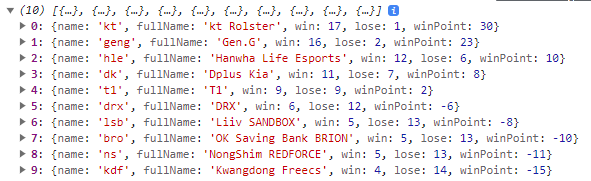 (10) [{…}, {…}, {…}, {…}, {…}, {…}, {…}, {…}, {…}, {…}] i
0: {name: 'kt', fullName: 'kt Rolster', win: 17, lose: 1, winPoint: 30}
1: {name: 'geng', fullName: 'Gen.G', win: 16, lose: 2, winPoint: 23}
2: {name: 'hle', fullName: 'Hanwha Life Esports', win: 12, lose: 6, winPoint: 10}
3: {name: 'dk', fullName: 'Dplus Kia', win: 11, lose: 7, winPoint: 8}
4: {name: 't1', fullName: 'T1', win: 9, lose: 9, winPoint: 2}
5: {name: 'drx', fullName: 'DRX', win: 6, lose: 12, winPoint: -6}
6: {name: 'lsb', fullName: 'Liiv SANDBOX', win: 5, lose: 13, winPoint: -8}
7: {name: 'bro', fullName: 'OK Saving Bank BRION', win: 5, lose: 13, winPoint: -10}
8: {name: 'ns', fullName: 'NongShim REDFORCE', win: 5, lose: 13, winPoint: -11}
9: {name: 'kdf', fullName: 'Kwangdong Freecs', win: 4, lose: 14, winPoint: -15}